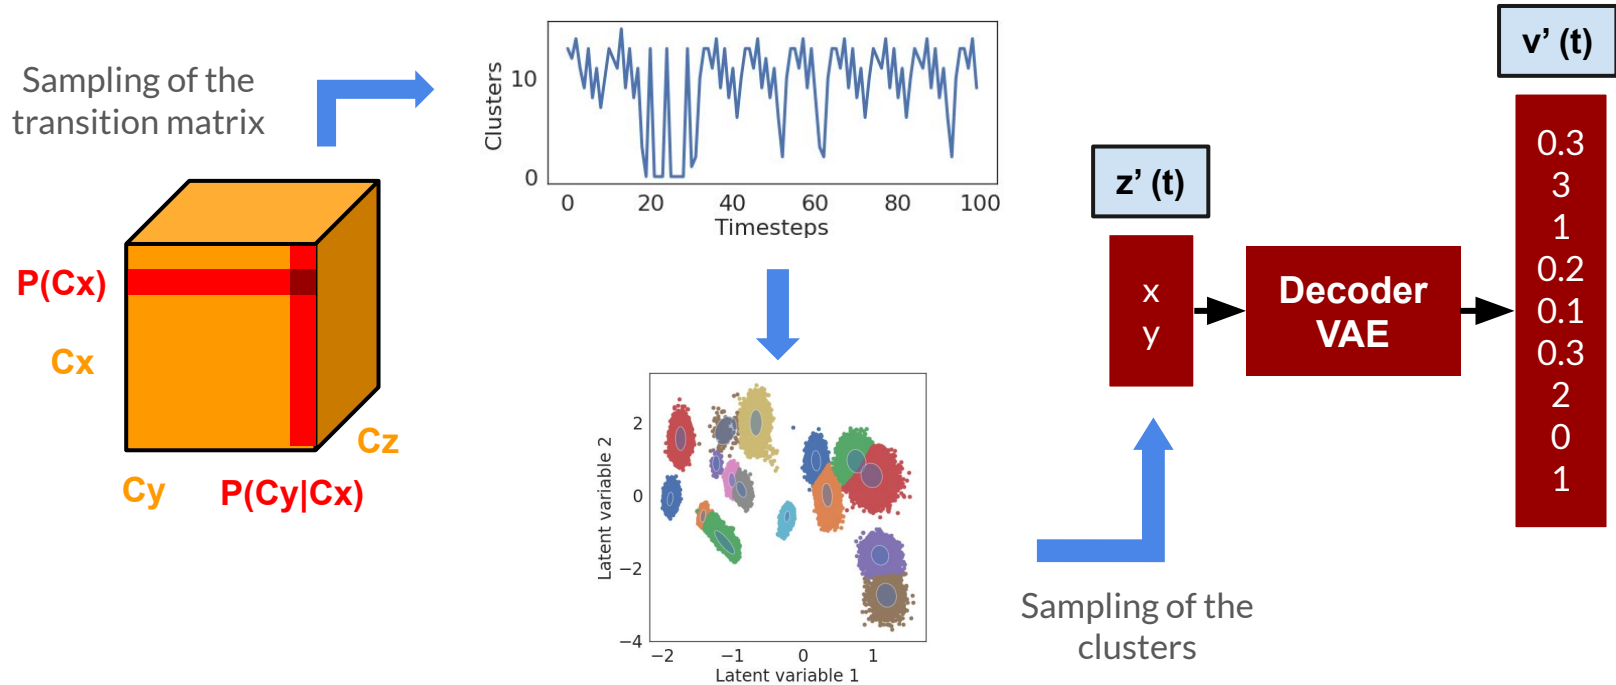 Sampling of the
transition matrix
P(Cx)
Cx
Cy
P(Cy|Cx)
Cz
Clusters
10
0
0
20
40
60
80
100
Timesteps
Latent variable 2
2
0
−2
−4
−2
−1
0
1
Latent variable 1
Sampling of the
clusters
z’ (t)
x
y
Decoder
VAE
v’ (t)
0.3
3
1
0.2
0.1
0.3
2
0
1